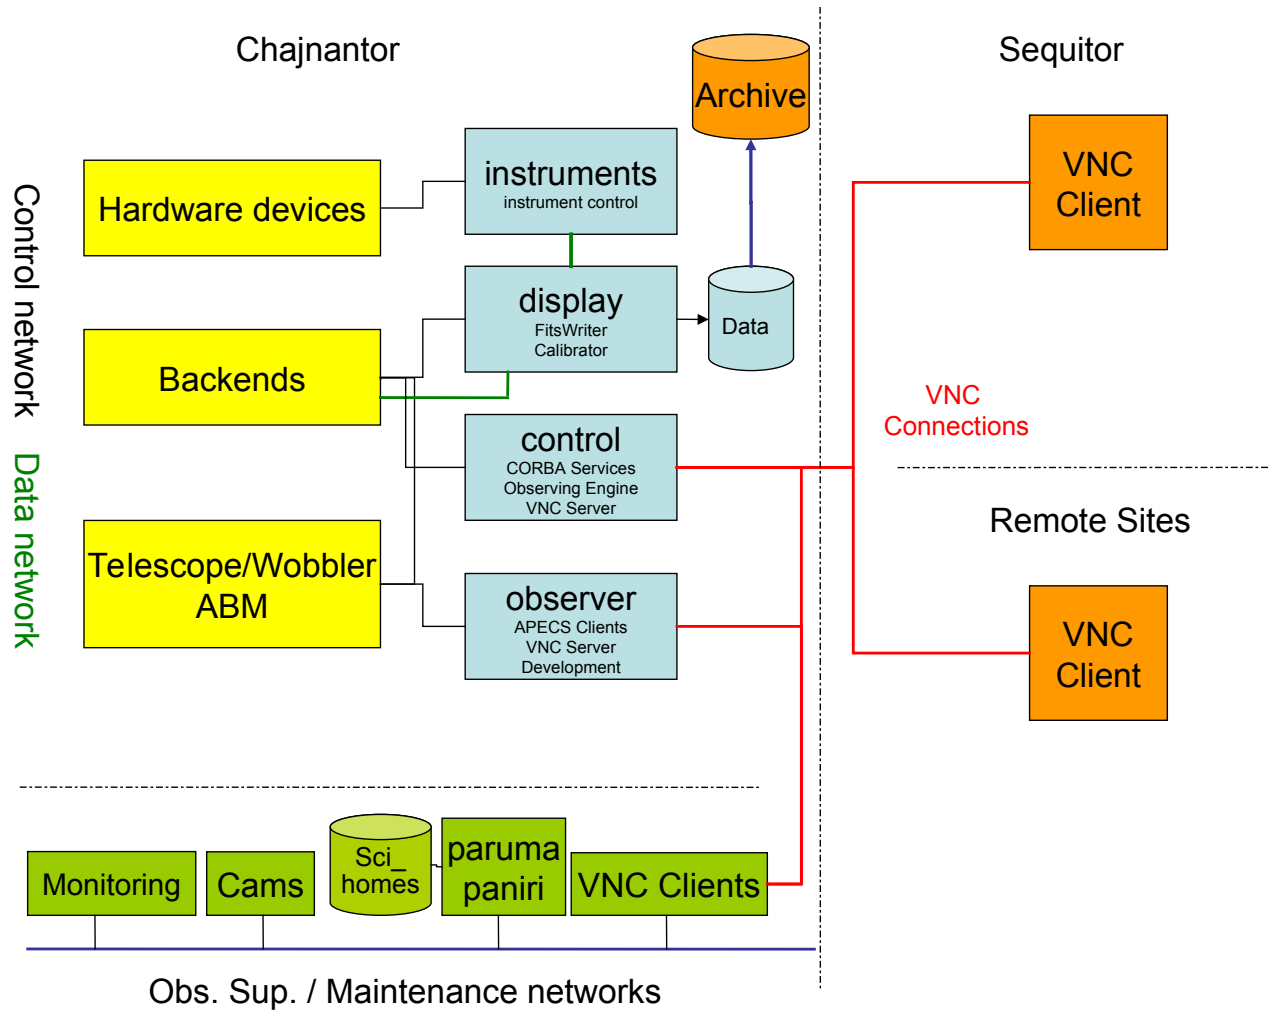 Chajnantor
Sequitor
Archive
VNC
Client
instruments
instrument control
Hardware devices
Control network
Data network
display
FitsWriter
Calibrator
Data
Backends
VNC
Connections
control
CORBA Services
Observing Engine
VNC Server
Remote Sites
Telescope/Wobbler
ABM
observer
APECS Clients
VNC Server
Development
VNC
Client
Monitoring
Cams
Sci_
homes
paruma
paniri
VNC Clients
Obs. Sup. / Maintenance networks